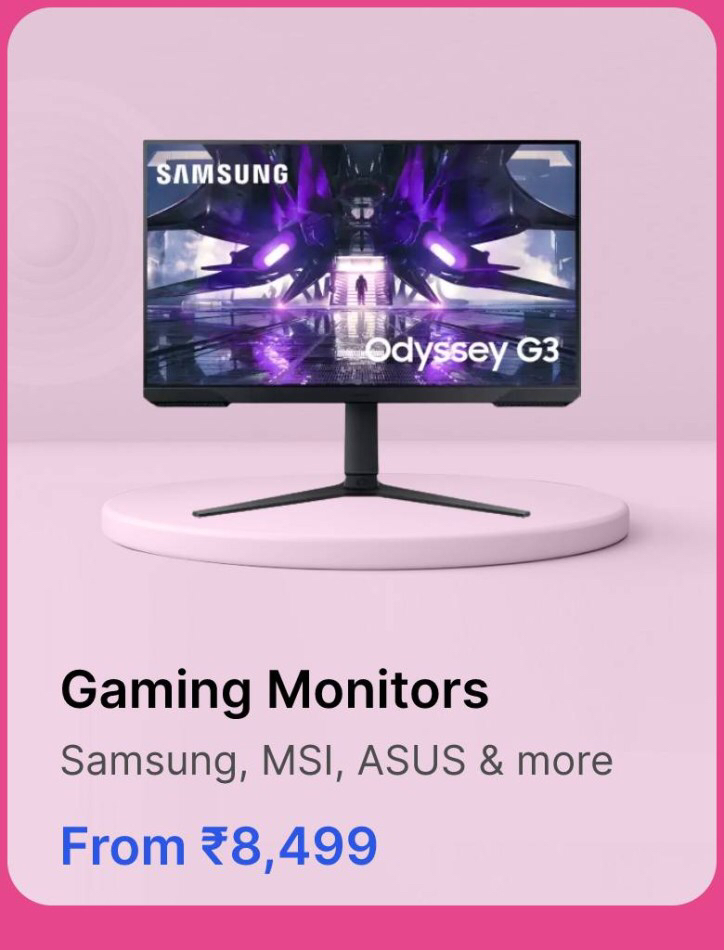 SAMSUNG
Odyssey G3
Gaming Monitors
Samsung, MSI, ASUS & more
From ₹8,499